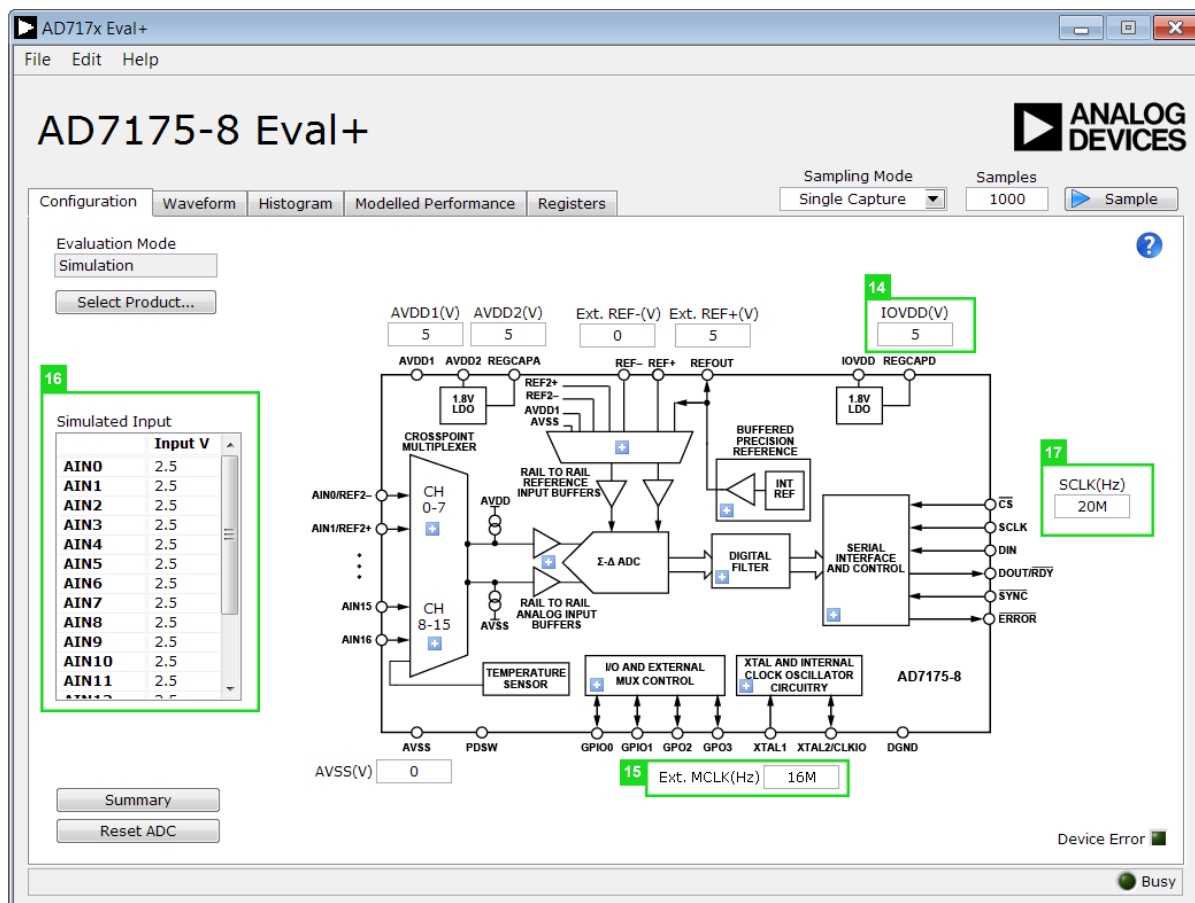 AD717x Eval+
File Edit Help
AD7175-8 Eval+
ANALOG
DEVICES
Sampling Mode
Samples
Configuration
Waveform
Histogram
Modelled Performance
Registers
Single Capture
1000
Sample
Evaluation Mode
Simulation
Select Product...
?
14
AVDD1(V) AVDD2(V) Ext. REF-(V) Ext. REF+(V) IOVDD(V)
5 5 0 5 5
AVDD1 AVDD2 REGCAPA REF– REF+ REFOUT IOVDD REGCAPD
16
Simulated Input
Input V
AIN0 2.5
AIN1 2.5
AIN2 2.5
AIN3 2.5
AIN4 2.5
AIN5 2.5
AIN6 2.5
AIN7 2.5
AIN8 2.5
AIN9 2.5
AIN10 2.5
AIN11 2.5
AIN12 2.5
1.8V
LDO
REF2+
REF2–
AVDD1
AVSS
1.8V
LDO
CROSSPOINT
MULTIPLEXER
BUFFERED
PRECISION
REFERENCE
INT
REF
RAIL TO RAIL
REFERENCE
INPUT BUFFERS
CH
0-7
AIN0/REF2–
AIN1/REF2+
AVDD
Σ-Δ ADC
DIGITAL
FILTER
SERIAL
INTERFACE
AND CONTROL
17
SCLK(Hz)
20M
CS
SCLK
DIN
DOUT/RDY
SYNC
ERROR
CH
8-15
AIN15
AIN16
AVSS
RAIL TO RAIL
ANALOG INPUT
BUFFERS
TEMPERATURE
SENSOR
I/O AND EXTERNAL
MUX CONTROL
XTAL AND INTERNAL
CLOCK OSCILLATOR
CIRCUITRY
AD7175-8
AVSS PDSW GPIO0 GPIO1 GPO2 GPO3 XTAL1 XTAL2/CLKIO DGND
AVSS(V) 0
15
Ext. MCLK(Hz) 16M
Summary
Reset ADC
Device Error
Busy